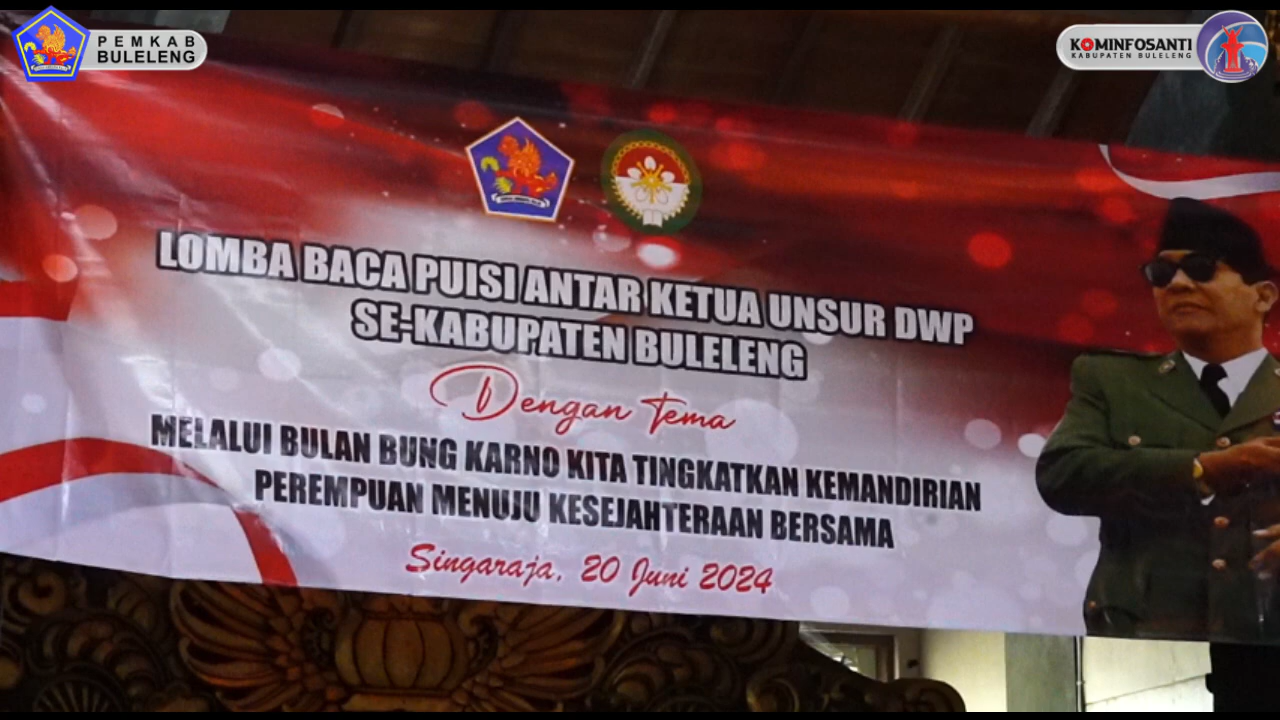 PEMKAB
BULELENG
KOMINFOSANTI
KABUPATEN BULELENG
LOMBA BACA PUISI ANTAR KETUA UNSUR DWP
SE-KABUPATEN BULELENG
Dengan Tema
MELALUI BULAN BUNG KARNO KITA TINGKATKAN KEMANDIRIAN
PEREMPUAN MENUJU KESEJAHTERAAN BERSAMA
Singaraja, 20 Juni 2024